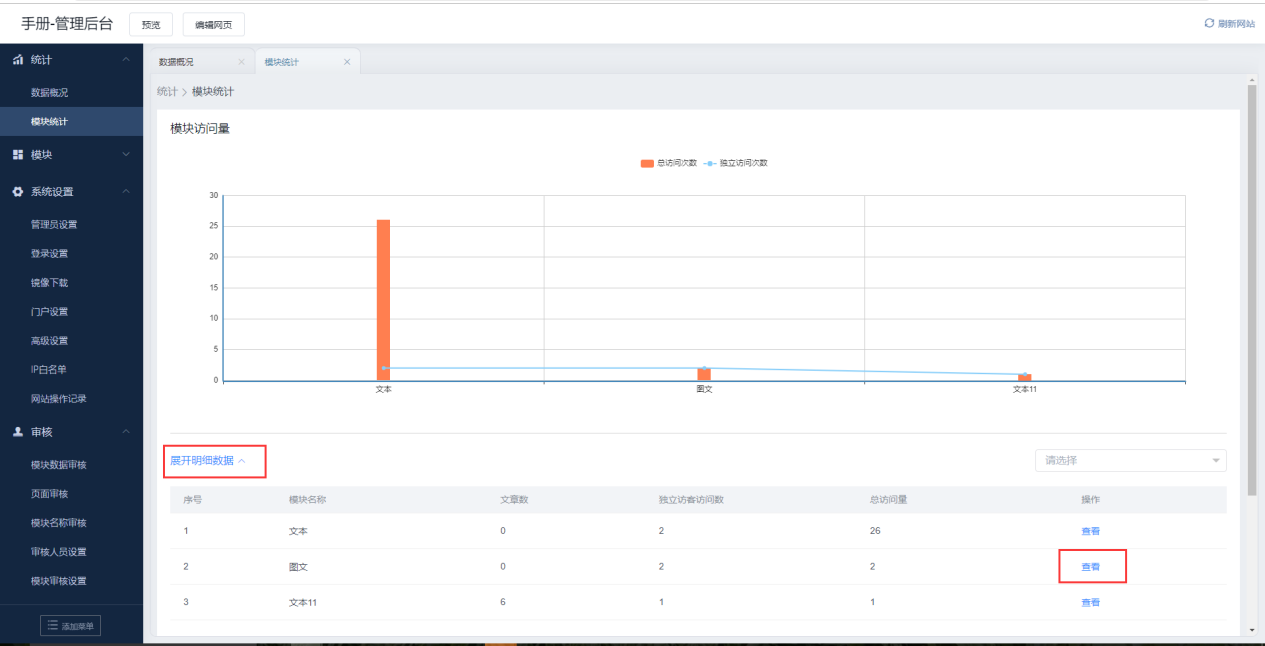 手册-管理后台 预览 编辑网页 刷新网站
统计
数据概况
模块统计
模块
系统设置
管理员设置
登录设置
镜像下载
门户设置
高级设置
IP白名单
网站操作记录
审核
模块数据审核
页面审核
模块名称审核
审核人员设置
模块审核设置
添加菜单
数据概况 × 模块统计 ×
统计 > 模块统计
模块访问量
总访问次数 独立访问次数
30
25
20
15
10
5
0
文本 图文 文本11
展开明细数据 请选择
序号 模块名称 文章数 独立访客访问数 总访问量 操作
1 文本 0 2 26 查看
2 图文 0 2 2 查看
3 文本11 6 1 1 查看